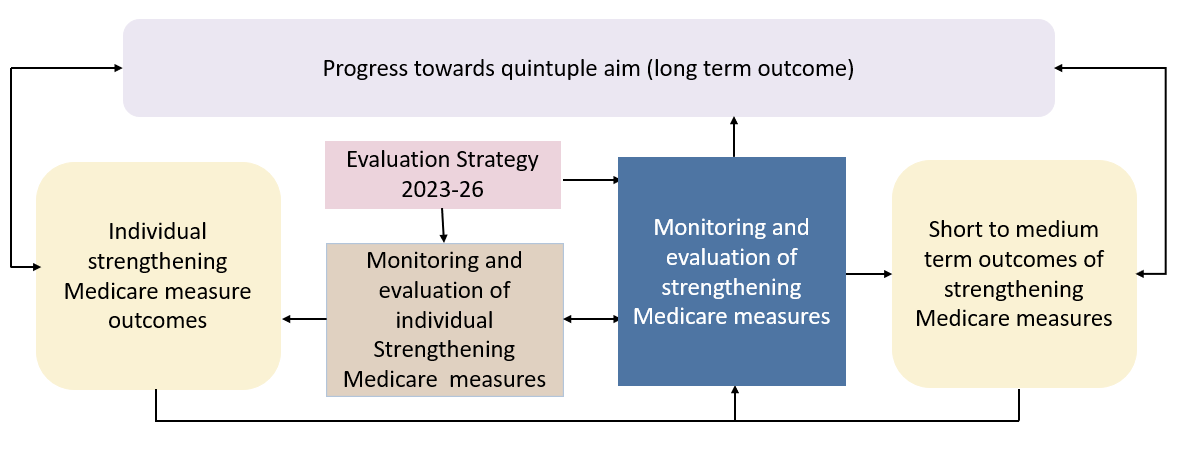 Progress towards quintuple aim (long term outcome)
Evaluation Strategy
2023-26
Individual
strengthening
Medicare measure
outcomes
Monitoring and
evaluation of
individual
Strengthening
Medicare  measures
Monitoring and
evaluation of
strengthening
Medicare measures
Short to medium
term outcomes of
strengthening
Medicare measures